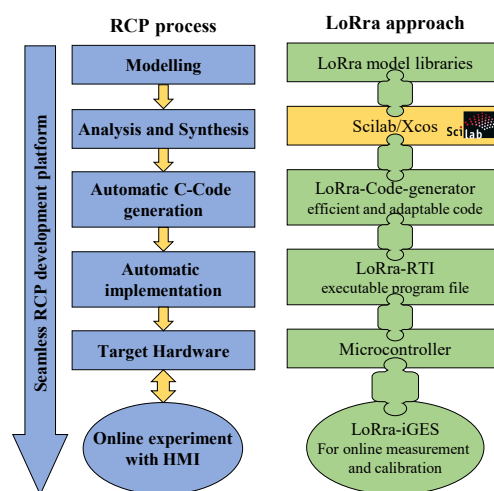 RCP process
LoRra approach
Seamless RCP development platform
Modelling
LoRra model libraries
Analysis and Synthesis
Scilab/Xcos
Sci
lab
Automatic C-Code
generation
LoRra-Code-generator
efficient and adaptable code
Automatic
implementation
LoRra-RTI
executable program file
Target Hardware
Microcontroller
Online experiment
with HMI
LoRra-iGES
For online measurement
and calibration